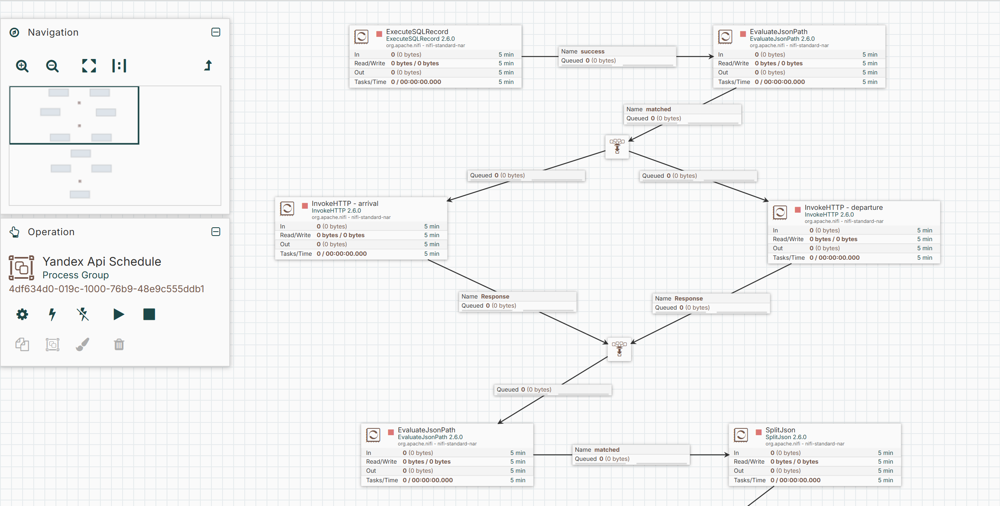 Navigation
Operation
Yandex Api Schedule
Process Group
4df634d0-019c-1000-76b9-48e9c555ddb1
ExecuteSQLRecord
ExecuteSQLRecord 2.6.0
org.apache.nifi - nifi-standard-nar
In 0 (0 bytes) 5 min
Read/Write 0 bytes / 0 bytes 5 min
Out 0 (0 bytes) 5 min
Tasks/Time 0 / 00:00:00.000 5 min
Name success
Queued 0 (0 bytes)
EvaluateJsonPath
EvaluateJsonPath 2.6.0
org.apache.nifi - nifi-standard-nar
In 0 (0 bytes) 5 min
Read/Write 0 bytes / 0 bytes 5 min
Out 0 (0 bytes) 5 min
Tasks/Time 0 / 00:00:00.000 5 min
Name matched
Queued 0 (0 bytes)
Queued 0 (0 bytes)
Queued 0 (0 bytes)
InvokeHTTP - arrival
InvokeHTTP 2.6.0
org.apache.nifi - nifi-standard-nar
In 0 (0 bytes) 5 min
Read/Write 0 bytes / 0 bytes 5 min
Out 0 (0 bytes) 5 min
Tasks/Time 0 / 00:00:00.000 5 min
InvokeHTTP - departure
InvokeHTTP 2.6.0
org.apache.nifi - nifi-standard-nar
In 0 (0 bytes) 5 min
Read/Write 0 bytes / 0 bytes 5 min
Out 0 (0 bytes) 5 min
Tasks/Time 0 / 00:00:00.000 5 min
Name Response
Queued 0 (0 bytes)
Name Response
Queued 0 (0 bytes)
Queued 0 (0 bytes)
EvaluateJsonPath
EvaluateJsonPath 2.6.0
org.apache.nifi - nifi-standard-nar
In 0 (0 bytes) 5 min
Read/Write 0 bytes / 0 bytes 5 min
Out 0 (0 bytes) 5 min
Tasks/Time 0 / 00:00:00.000 5 min
Name matched
Queued 0 (0 bytes)
SplitJson
SplitJson 2.6.0
org.apache.nifi - nifi-standard-nar
In 0 (0 bytes) 5 min
Read/Write 0 bytes / 0 bytes 5 min
Out 0 (0 bytes) 5 min
Tasks/Time 0 / 00:00:00.000 5 min